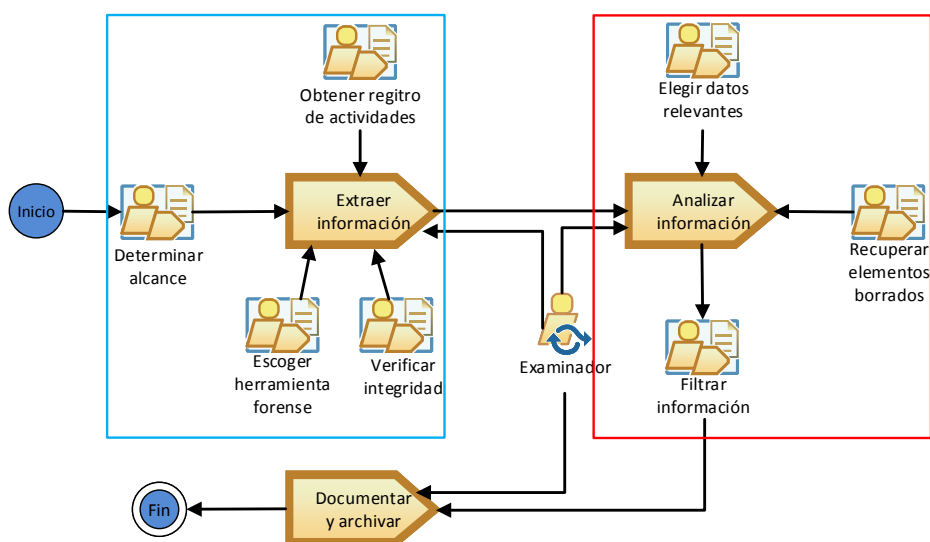 Obtener regitro
de actividades
Elegir datos
relevantes
Inicio
Extraer
información
Analizar
información
Determinar
alcance
Recuperar
elementos
borrados
Escoger
herramienta
forense
Verificar
integridad
Examinador
Filtrar
información
Fin
Documentar
y archivar